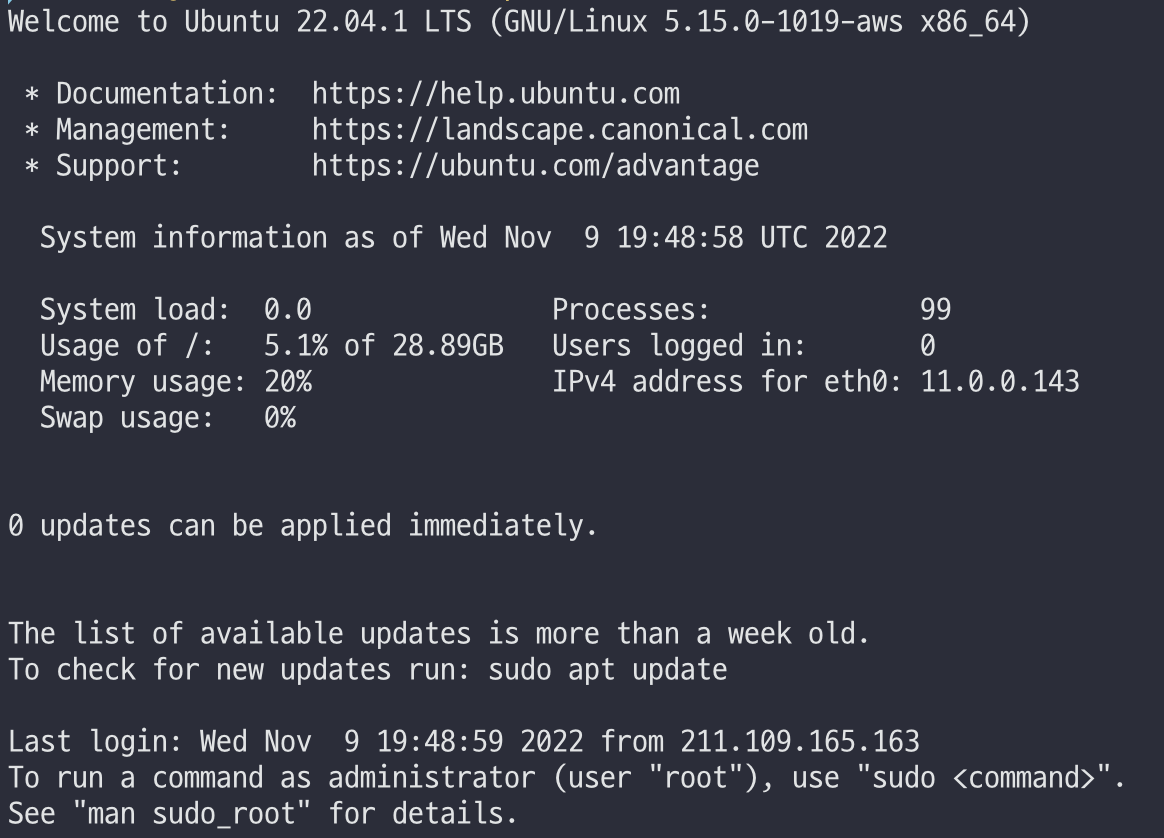 Welcome to Ubuntu 22.04.1 LTS (GNU/Linux 5.15.0-1019-aws x86_64)

 * Documentation:  https://help.ubuntu.com
 * Management:     https://landscape.canonical.com
 * Support:        https://ubuntu.com/advantage

  System information as of Wed Nov  9 19:48:58 UTC 2022

  System load:  0.0               Processes:             99
  Usage of /:   5.1% of 28.89GB   Users logged in:       0
  Memory usage: 20%               IPv4 address for eth0: 11.0.0.143
  Swap usage:   0%


0 updates can be applied immediately.


The list of available updates is more than a week old.
To check for new updates run: sudo apt update

Last login: Wed Nov  9 19:48:59 2022 from 211.109.165.163
To run a command as administrator (user "root"), use "sudo <command>".
See "man sudo_root" for details.